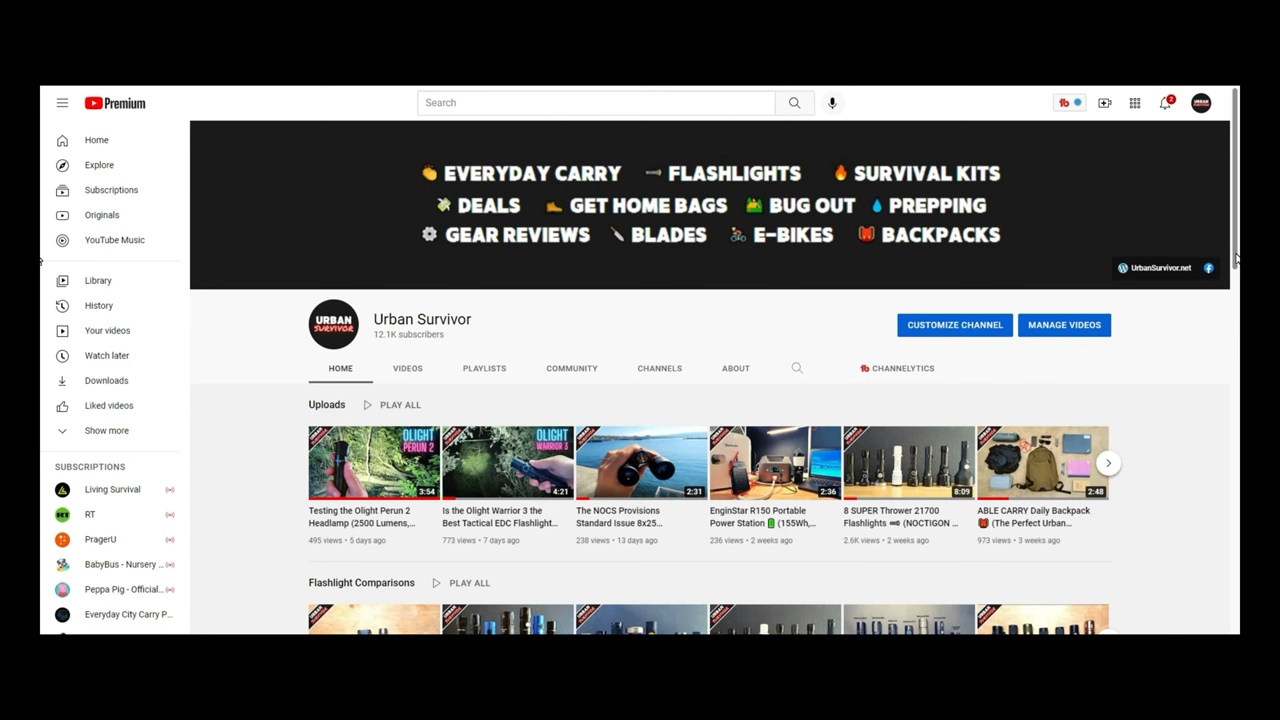 Premium
Search
2
Home
Explore
Subscriptions
Originals
YouTube Music
Library
History
Your videos
Watch later
Downloads
Liked videos
Show more
SUBSCRIPTIONS
Living Survival
RT
PragerU
BabyBus - Nursery ...
Peppa Pig - Official...
Everyday City Carry P...
EVERYDAY CARRY FLASHLIGHTS SURVIVAL KITS
DEALS GET HOME BAGS BUG OUT PREPPING
GEAR REVIEWS BLADES E-BIKES BACKPACKS
UrbanSurvivor.net
URBAN
SURVIVOR
Urban Survivor
12.1K subscribers
CUSTOMIZE CHANNEL MANAGE VIDEOS
HOME VIDEOS PLAYLISTS COMMUNITY CHANNELS ABOUT CHANNELYTICS
Uploads PLAY ALL
OLIGHT
PERUN 2
3:54
OLIGHT
WARRIOR 3
4:21
2:31
2:36
8:09
2:48
Testing the Olight Perun 2
Headlamp (2500 Lumens,...
495 views • 5 days ago
Is the Olight Warrior 3 the
Best Tactical EDC Flashlight...
773 views • 7 days ago
The NOCS Provisions
Standard Issue 8x25...
238 views • 13 days ago
EnginStar R150 Portable
Power Station (155Wh,...
236 views • 2 weeks ago
8 SUPER Thrower 21700
Flashlights (NOCTIGON ...
2.6K views • 2 weeks ago
ABLE CARRY Daily Backpack
(The Perfect Urban...
973 views • 3 weeks ago
Flashlight Comparisons PLAY ALL